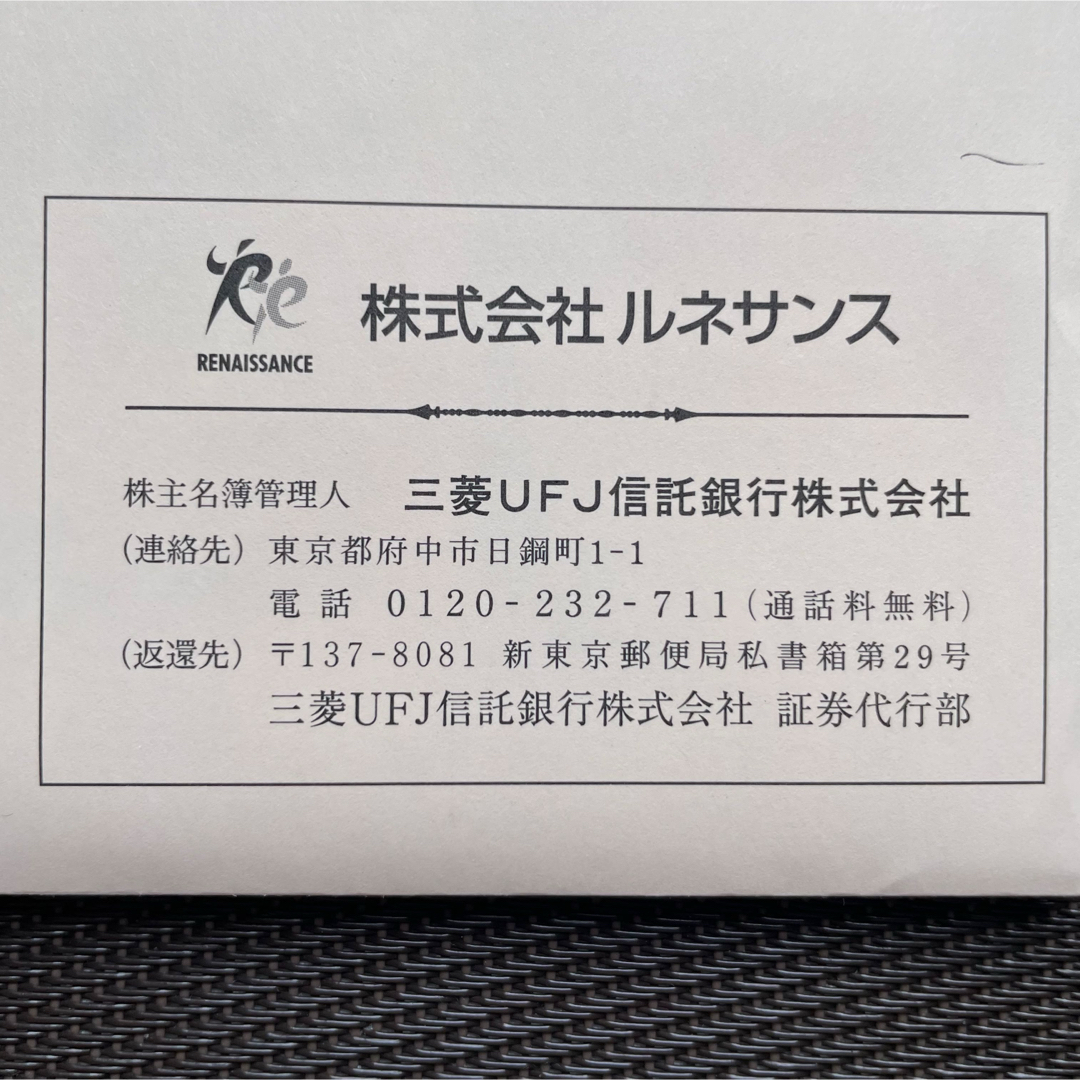 Re
RENAISSANCE
株式会社 ルネサンス
株主名簿管理人 三菱UFJ信託銀行株式会社
(連絡先) 東京都府中市日鋼町1-1
電話 0120-232-711(通話料無料)
(返還先) 〒137-8081 新東京郵便局私書箱第29号
三菱UFJ信託銀行株式会社 証券代行部